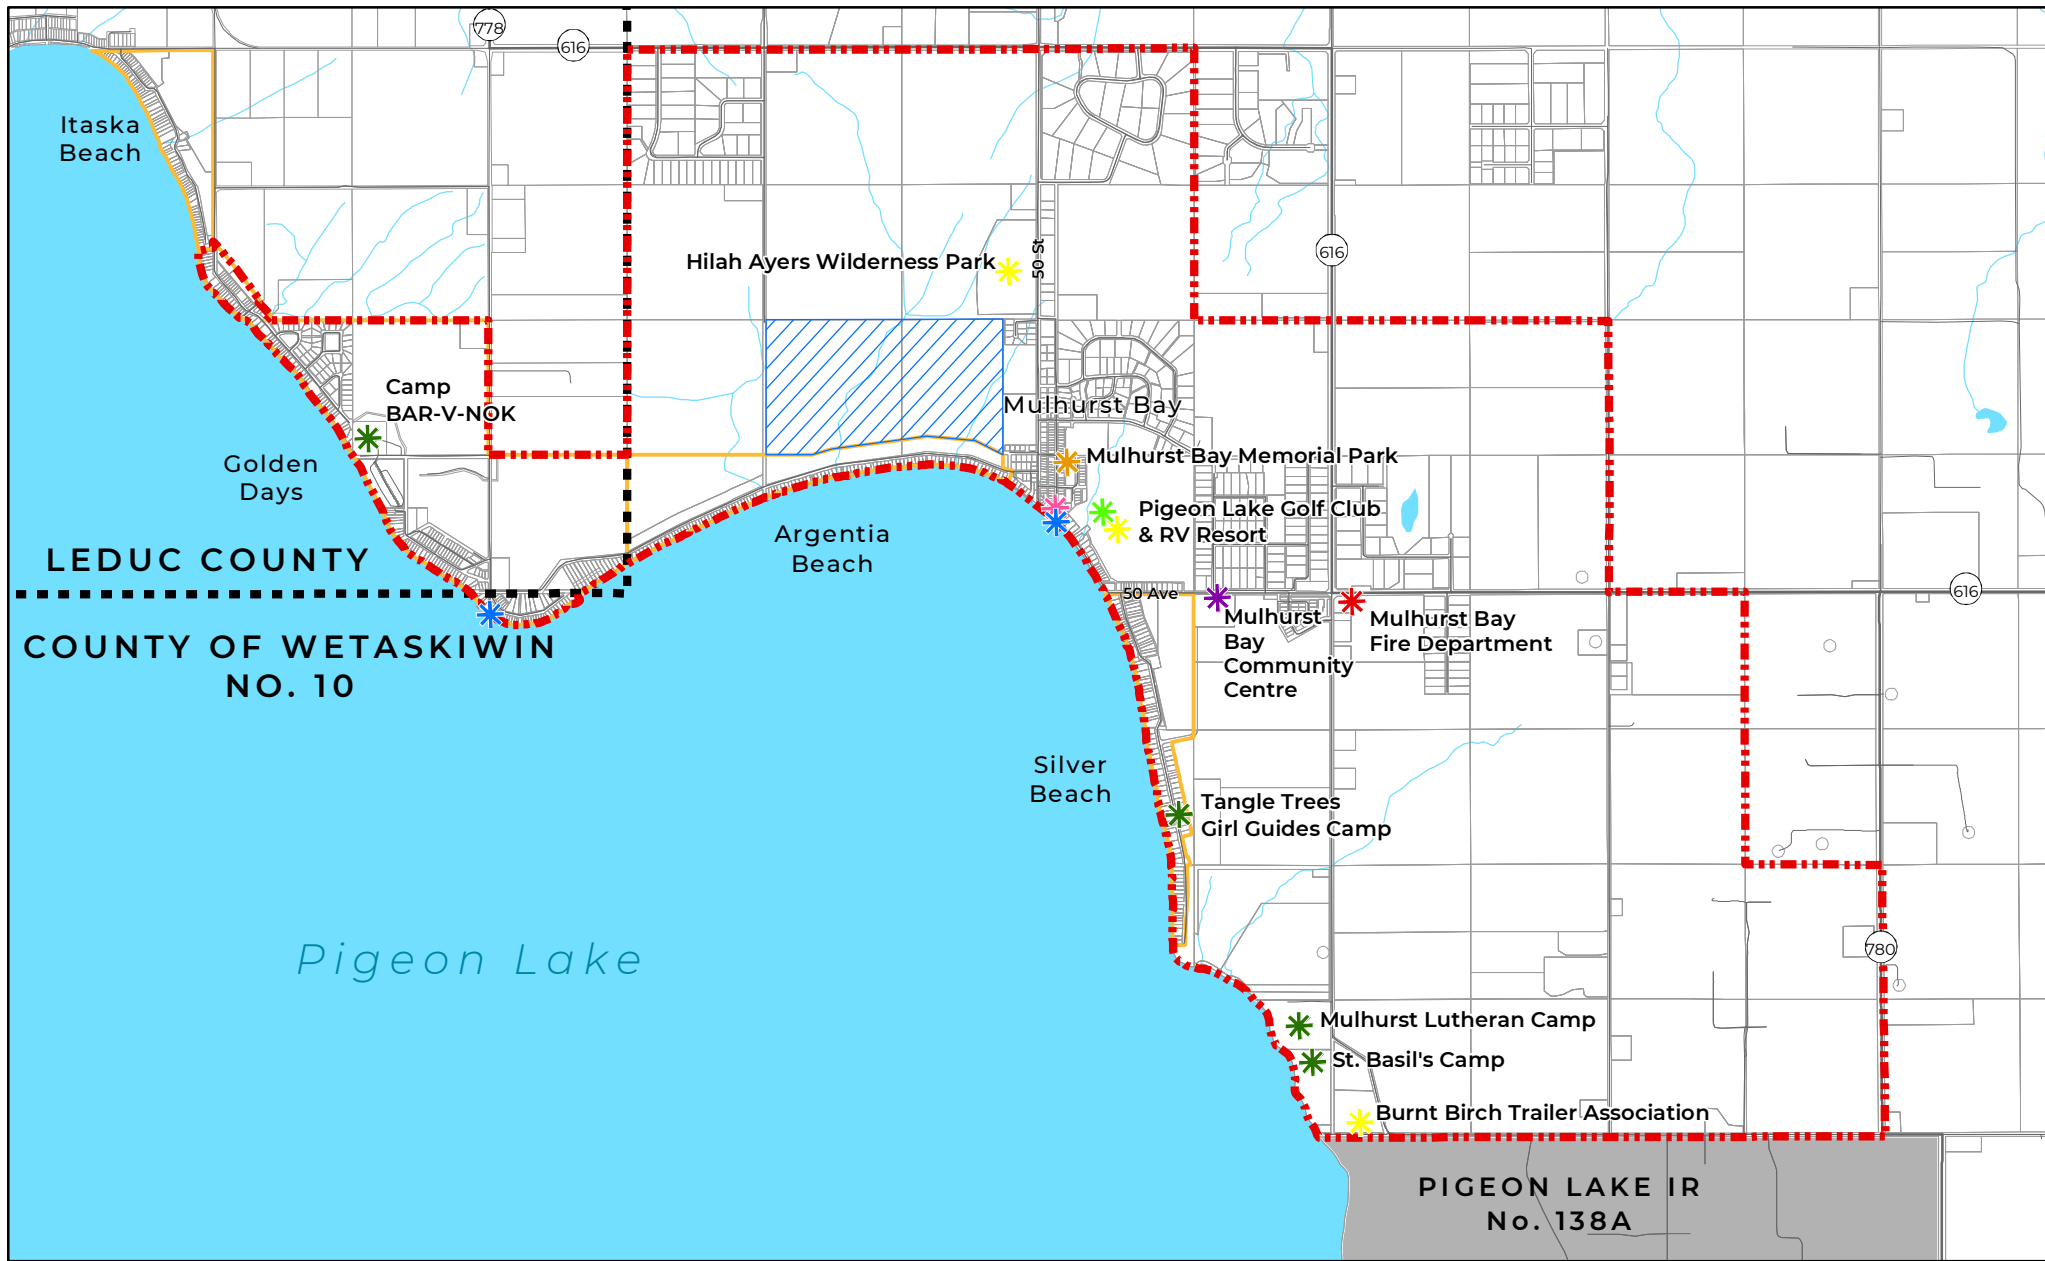 778
616
Itaska
Beach
Hilah Ayers Wilderness Park
50 St
616
Camp
BAR-V-NOK
Mulhurst Bay
Golden
Days
Mulhurst Bay Memorial Park
Pigeon Lake Golf Club
& RV Resort
Argentia
Beach
LEDUC COUNTY
50 Ave
616
COUNTY OF WETASKIWIN
NO. 10
Mulhurst
Bay
Community
Centre
Mulhurst Bay
Fire Department
Silver
Beach
Tangle Trees
Girl Guides Camp
Pigeon Lake
780
Mulhurst Lutheran Camp
St. Basil's Camp
Burnt Birch Trailer Association
PIGEON LAKE IR
No. 138A